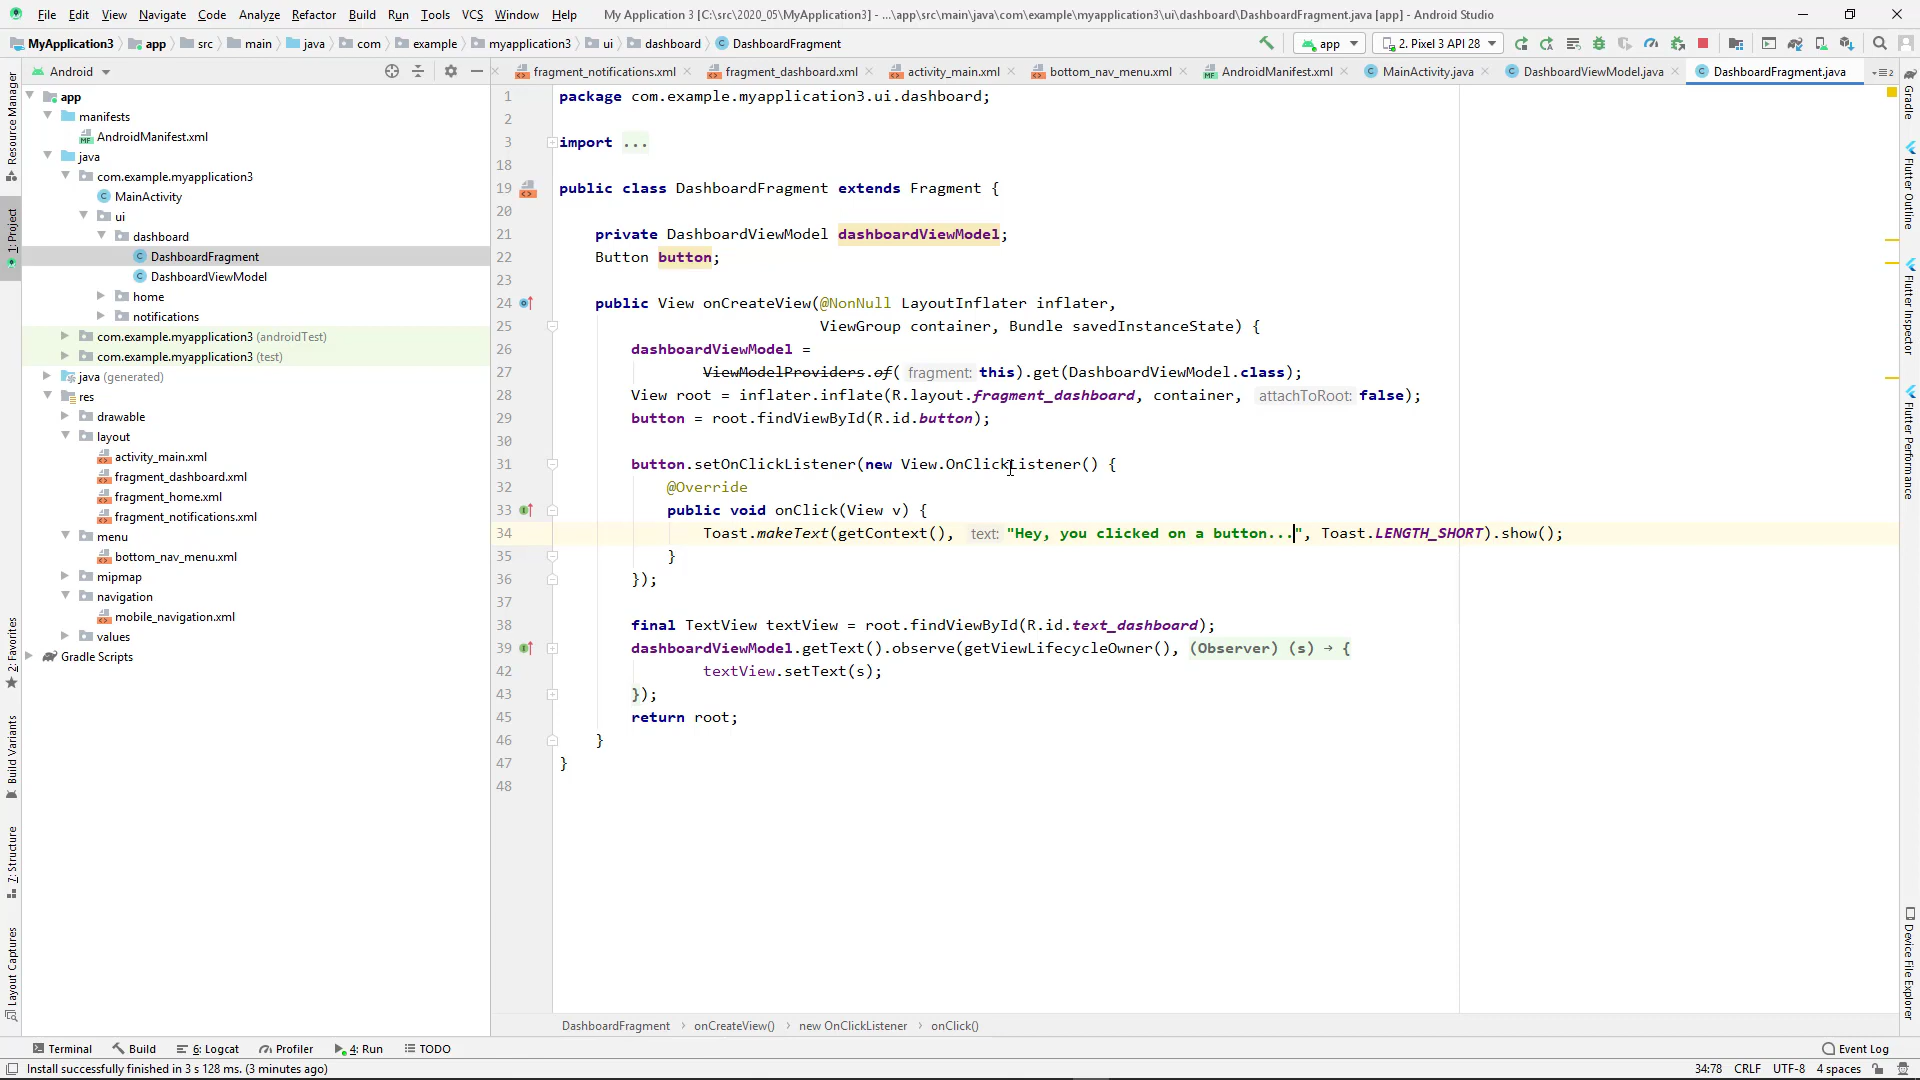 File Edit View Navigate Code Analyze Refactor Build Run Tools VCS Window Help My Application 3 [C:\src\2020_05\MyApplication3] - ...\app\src\main\java\com\example\myapplication3\ui\dashboard\DashboardFragment.java [app] - Android Studio
MyApplication3 app src main java com example myapplication3 ui dashboard DashboardFragment app 2. Pixel 3 API 28
Android
fragment_notifications.xml fragment_dashboard.xml activity_main.xml bottom_nav_menu.xml AndroidManifest.xml MainActivity.java DashboardViewModel.java DashboardFragment.java
Resource Manager
1: Project
2: Favorites
Build Variants
7: Structure
Layout Captures
app
manifests
AndroidManifest.xml
java
com.example.myapplication3
MainActivity
ui
dashboard
DashboardFragment
DashboardViewModel
home
notifications
com.example.myapplication3 (androidTest)
com.example.myapplication3 (test)
java (generated)
res
drawable
layout
activity_main.xml
fragment_dashboard.xml
fragment_home.xml
fragment_notifications.xml
menu
bottom_nav_menu.xml
mipmap
navigation
mobile_navigation.xml
values
Gradle Scripts
1 package com.example.myapplication3.ui.dashboard;
2
3 import ...
18
19 public class DashboardFragment extends Fragment {
20
21 private DashboardViewModel dashboardViewModel;
22 Button button;
23
24 public View onCreateView(@NonNull LayoutInflater inflater,
25 ViewGroup container, Bundle savedInstanceState) {
26 dashboardViewModel =
27 ViewModelProviders.of( fragment: this).get(DashboardViewModel.class);
28 View root = inflater.inflate(R.layout.fragment_dashboard, container, attachToRoot: false);
29 button = root.findViewById(R.id.button);
30
31 button.setOnClickListener(new View.OnClickListener() {
32 @Override
33 public void onClick(View v) {
34 Toast.makeText(getContext(), text: "Hey, you clicked on a button...", Toast.LENGTH_SHORT).show();
35 }
36 });
37
38 final TextView textView = root.findViewById(R.id.text_dashboard);
39 dashboardViewModel.getText().observe(getViewLifecycleOwner(), (Observer) (s) → {
42 textView.setText(s);
43 });
45 return root;
46 }
47 }
48
Gradle
Flutter Outline
Flutter Inspector
Flutter Performance
Device File Explorer
DashboardFragment › onCreateView() › new OnClickListener › onClick()
Terminal Build 6: Logcat Profiler 4: Run TODO Event Log
Install successfully finished in 3 s 128 ms. (3 minutes ago) 34:78 CRLF UTF-8 4 spaces